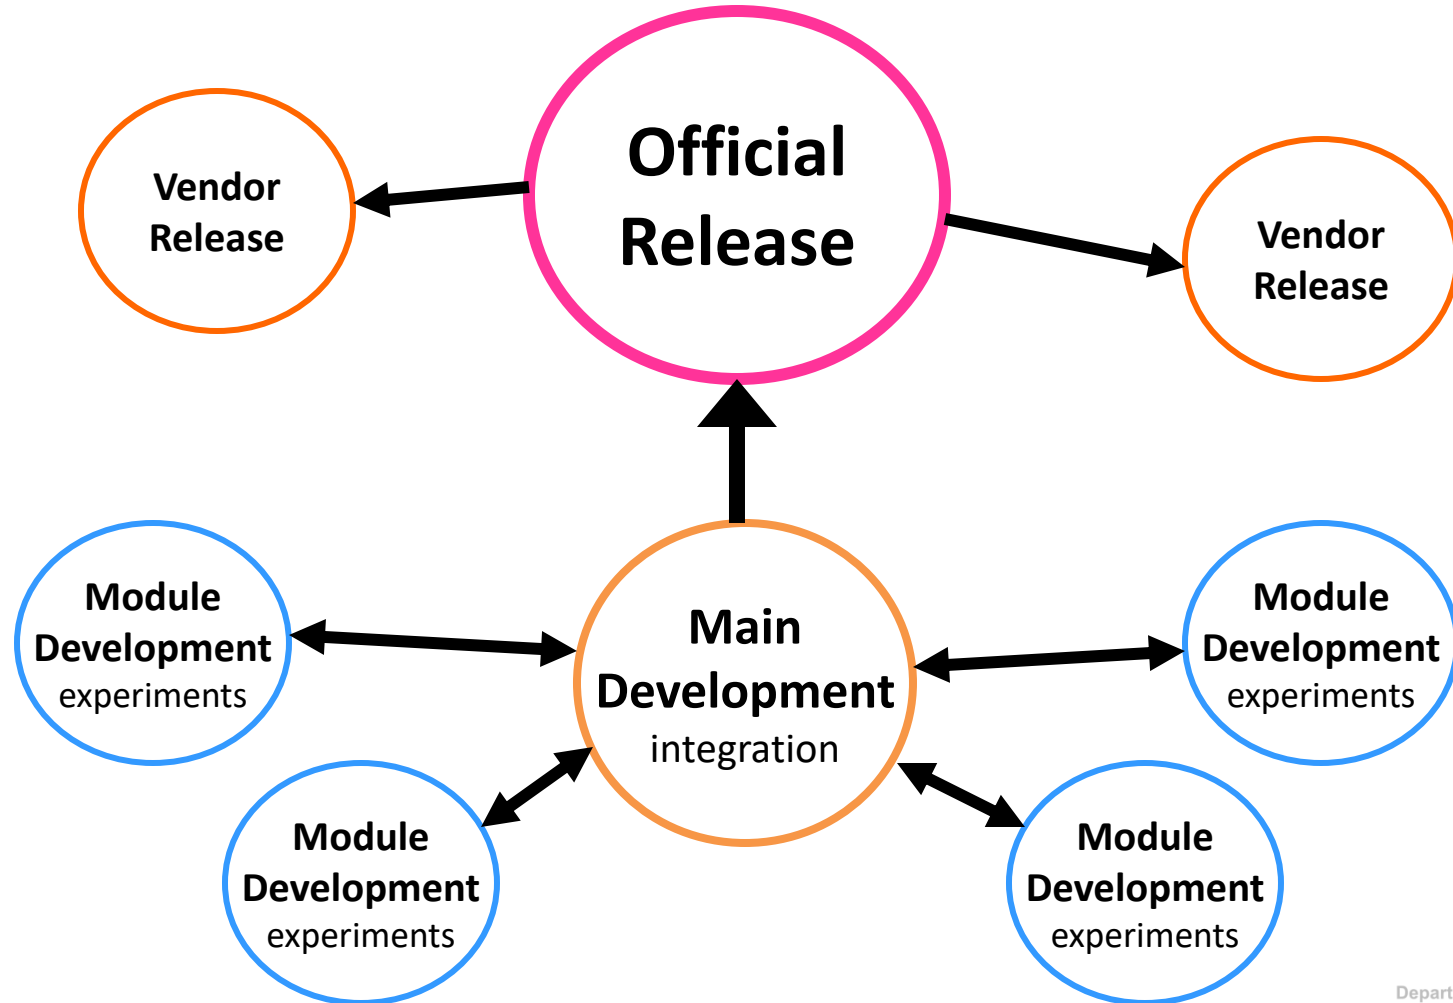 Official
Release
Vendor
Release
Vendor
Release
Module
Development
experiments
Main
Development
integration
Module
Development
experiments
Module
Development
experiments
Module
Development
experiments
Depart